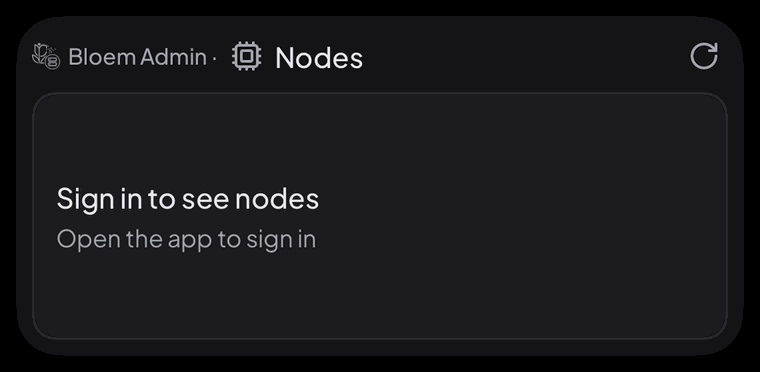 Bloem Admin · Nodes
Sign in to see nodes
Open the app to sign in